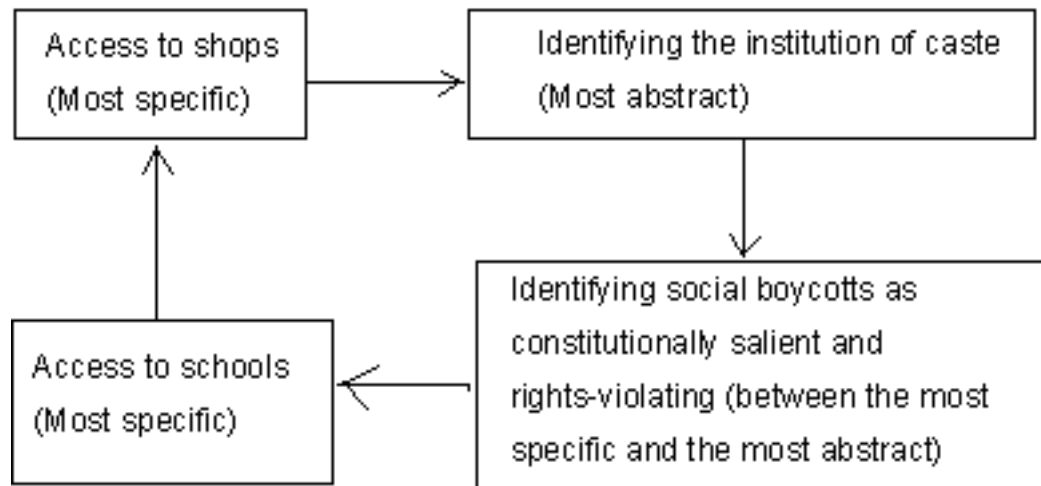 Access to shops
(Most specific)
Identifying the institution of caste
(Most abstract)
Identifying social boycotts as
constitutionally salient and
rights-violating (between the most
specific and the most abstract)
Access to schools
(Most specific)